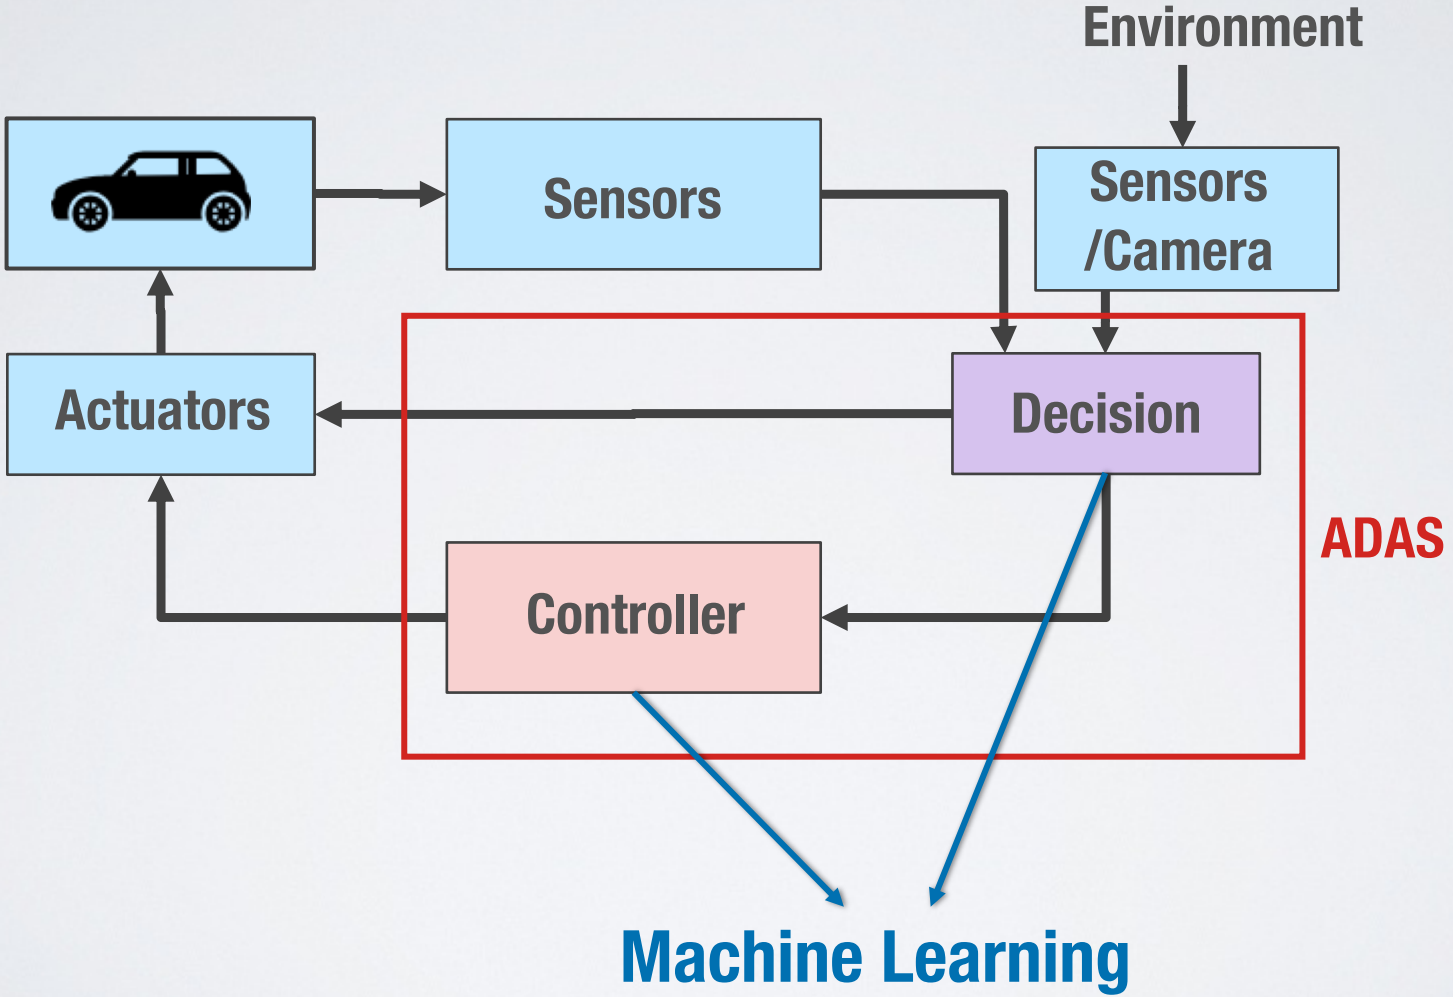 Environment
Sensors
Sensors
/Camera
Actuators
Decision
ADAS
Controller
Machine Learning